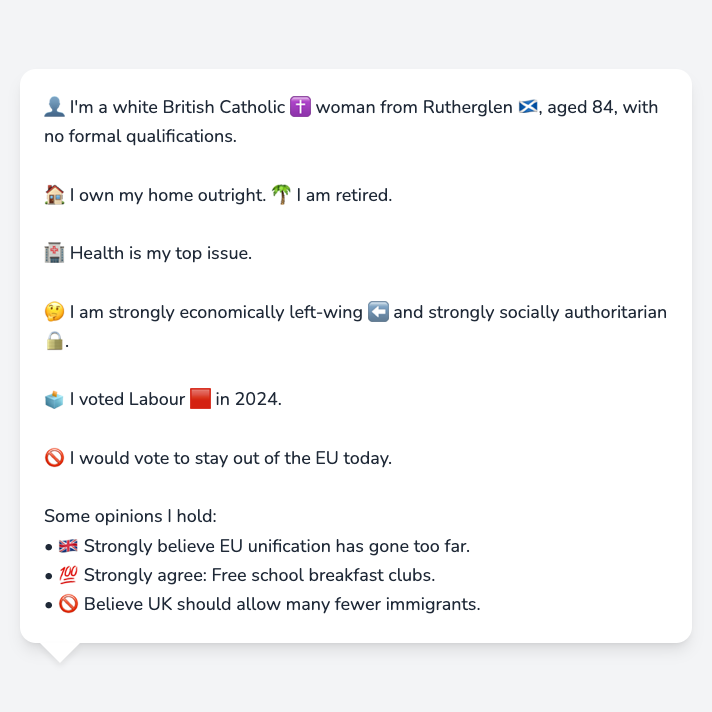 👤 I'm a white British Catholic ✝️ woman from Rutherglen 🏴󠁧󠁢󠁳󠁣󠁴󠁿, aged 84, with
no formal qualifications.
🏠 I own my home outright. 🌴 I am retired.
🏥 Health is my top issue.
🤔 I am strongly economically left-wing ⬅️ and strongly socially authoritarian
🔒.
🗳️ I voted Labour 🟥 in 2024.
🚫 I would vote to stay out of the EU today.
Some opinions I hold:
• 🇬🇧 Strongly believe EU unification has gone too far.
• 💯 Strongly agree: Free school breakfast clubs.
• 🚫 Believe UK should allow many fewer immigrants.